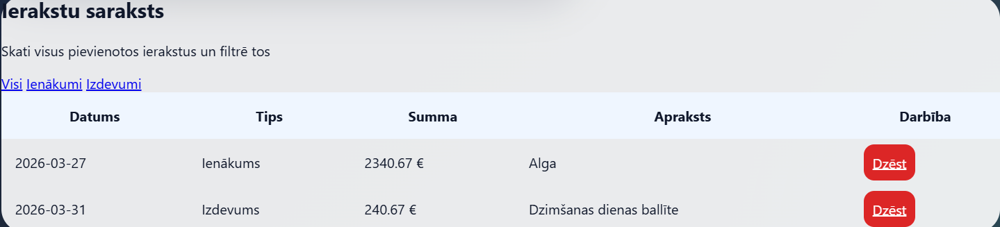 Ierakstu saraksts
Skati visus pievienotos ierakstus un filtrē tos
Visi Ienākumi Izdevumi
Datums Tips Summa Apraksts Darbība
2026-03-27 Ienākums 2340.67 € Alga Dzēst
2026-03-31 Izdevums 240.67 € Dzimšanas dienas ballīte Dzēst